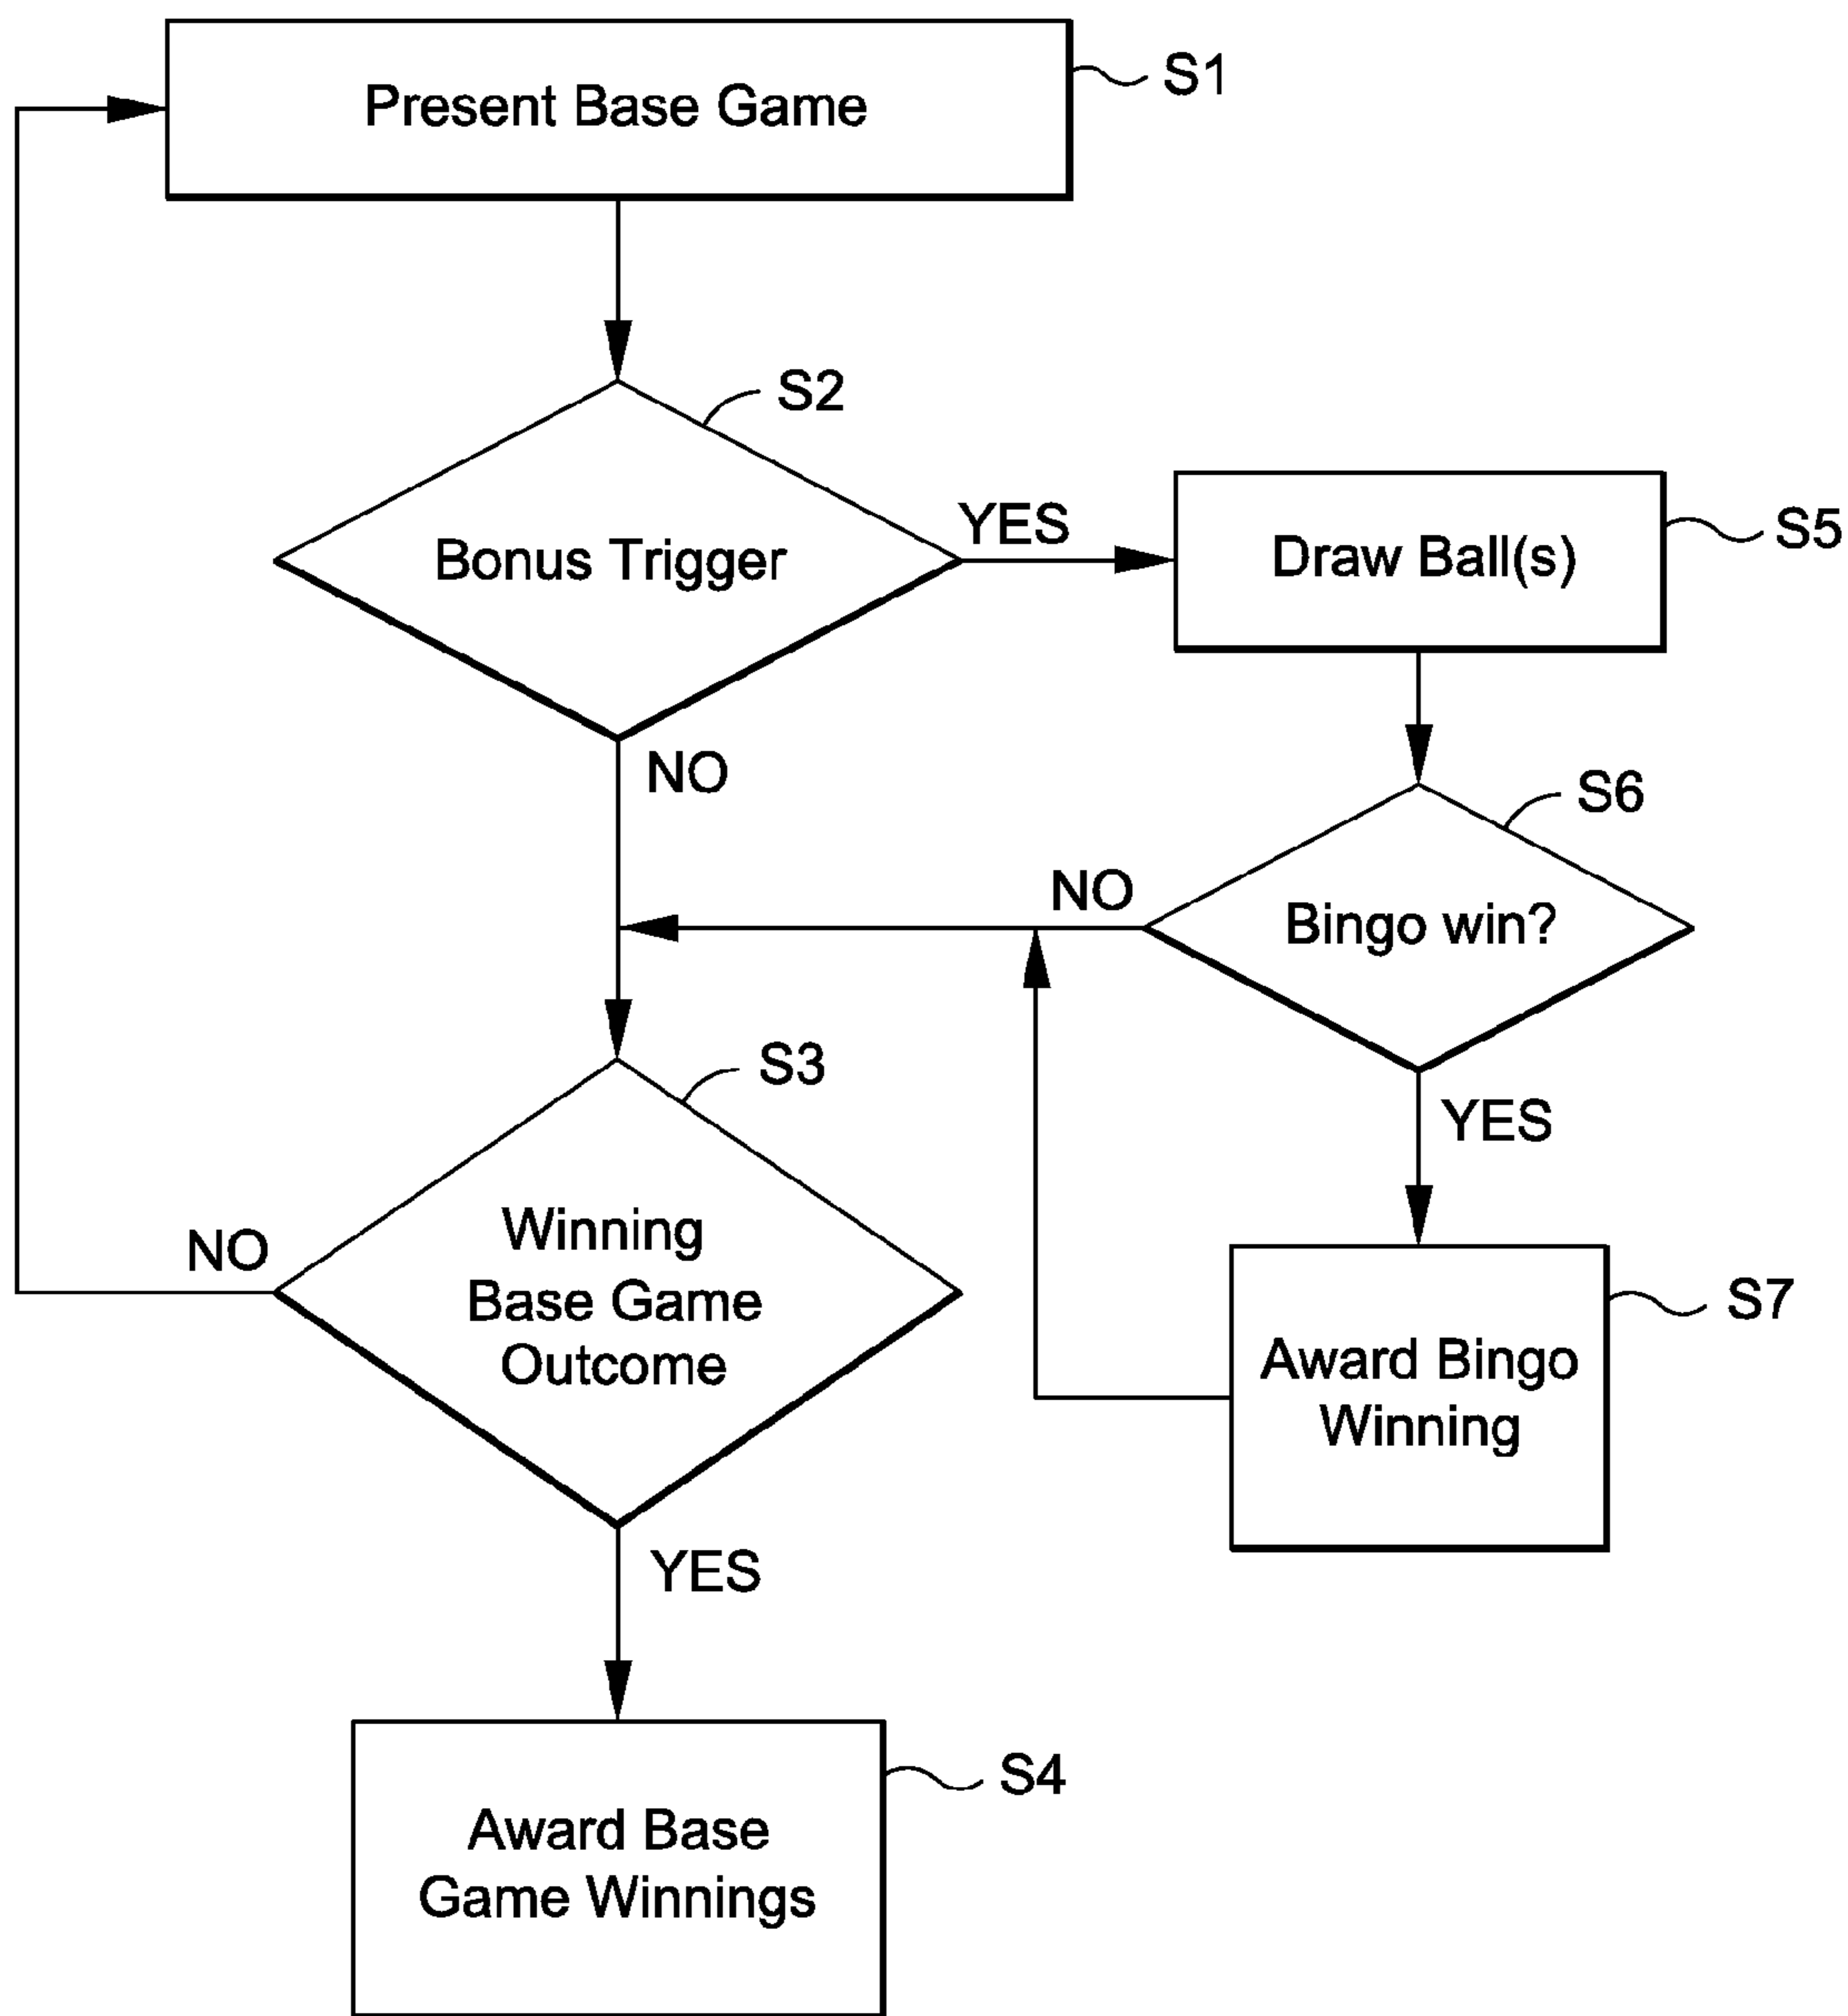 Present Base Game
S1
S2
Bonus Trigger
YES
Draw Ball(s)
S5
NO
S6
NO
Bingo win?
S3
YES
Winning
Base Game
Outcome
NO
S7
Award Bingo
Winning
YES
S4
Award Base
Game Winnings